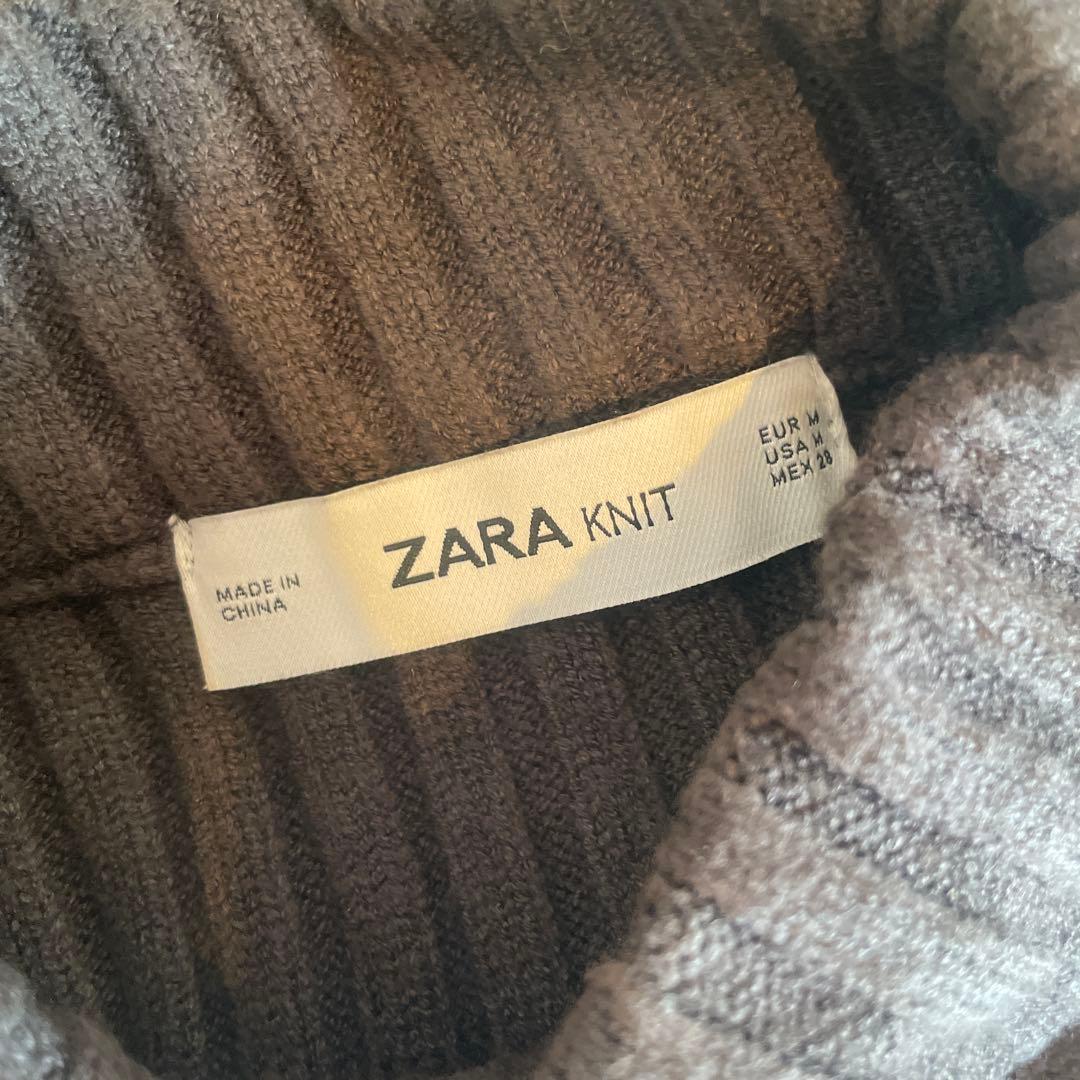 MADE IN
CHINA
ZARA KNIT
EUR M
USA M
MEX 28